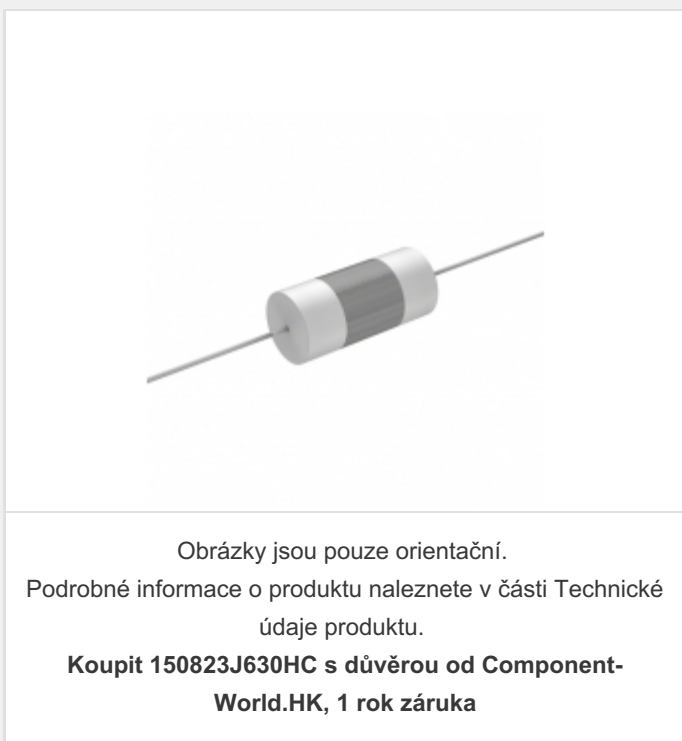 Obrázky jsou pouze orientační.
Podrobné informace o produktu naleznete v části Technické
údaje produktu.
Koupit 150823J630HC s důvěrou od Component-
World.HK, 1 rok záruka